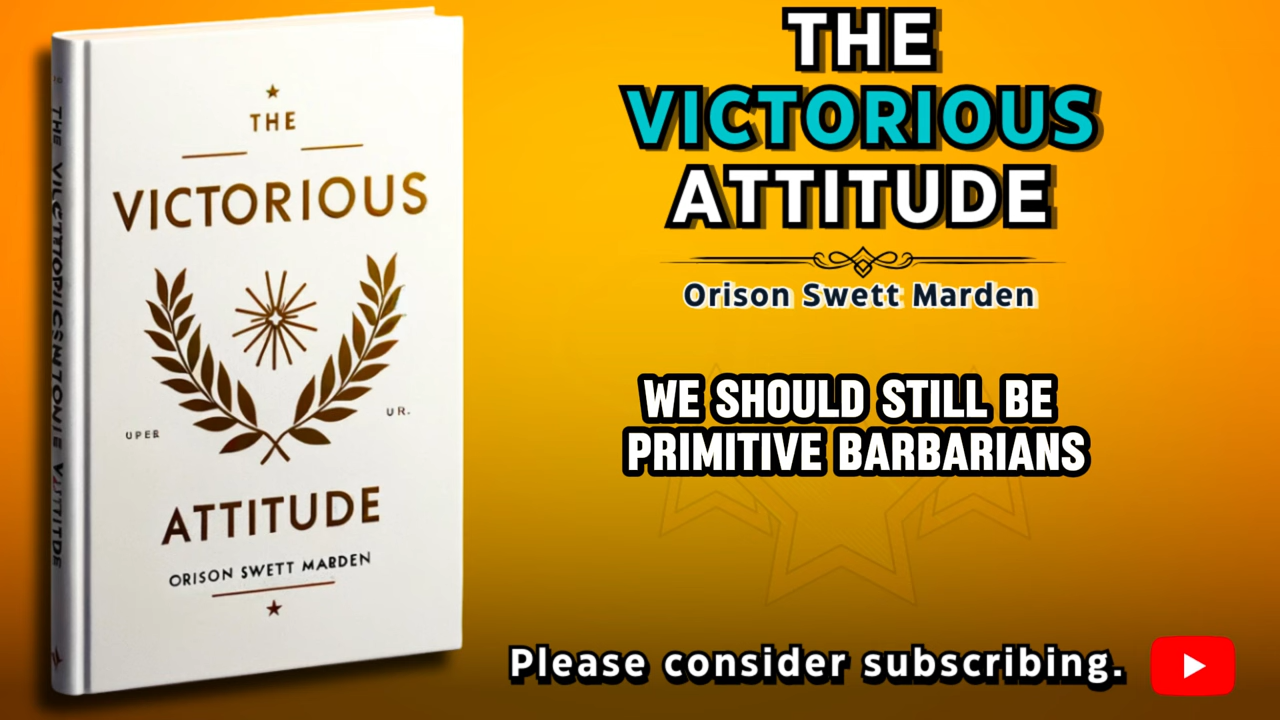 THE
VICTORIOUS
ATTITUDE
ORISON SWETT MARDEN
UPER
UR.
THE
VICTORIOUS
ATTITUDE
Orison Swett Marden
WE SHOULD STILL BE
PRIMITIVE BARBARIANS
Please consider subscribing.